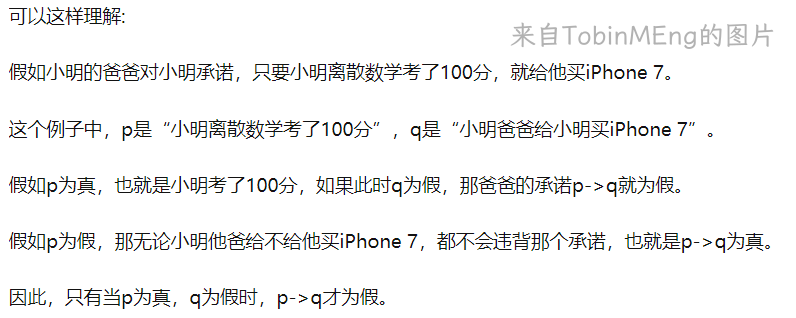 可以这样理解:
来自TobinMEng的图片
假如小明的爸爸对小明承诺，只要小明离散数学考了100分，就给他买iPhone 7。
这个例子中，p是“小明离散数学考了100分”，q是“小明爸爸给小明买iPhone 7”。
假如p为真，也就是小明考了100分，如果此时q为假，那爸爸的承诺p->q就为假。
假如p为假，那无论小明他爸给不给他买iPhone 7，都不会违背那个承诺，也就是p->q为真。
因此，只有当p为真，q为假时，p->q才为假。